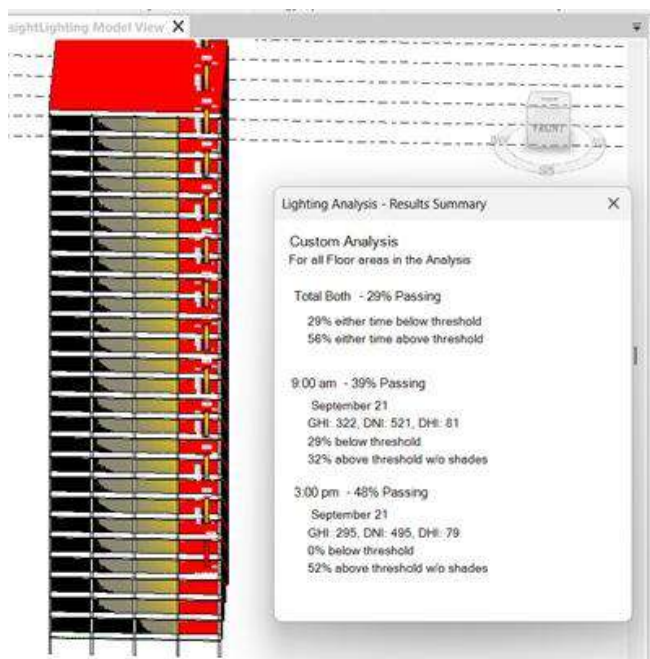 sightLighting Model View
FRONT
Lighting Analysis - Results Summary
Custom Analysis
For all Floor areas in the Analysis
Total Both - 29% Passing
29% either time below threshold
56% either time above threshold
9:00 am - 39% Passing
September 21
GHI: 322, DNI: 521, DHI: 81
29% below threshold
32% above threshold w/o shades
3:00 pm - 48% Passing
September 21
GHI: 295, DNI: 495, DHI: 79
0% below threshold
52% above threshold w/o shades